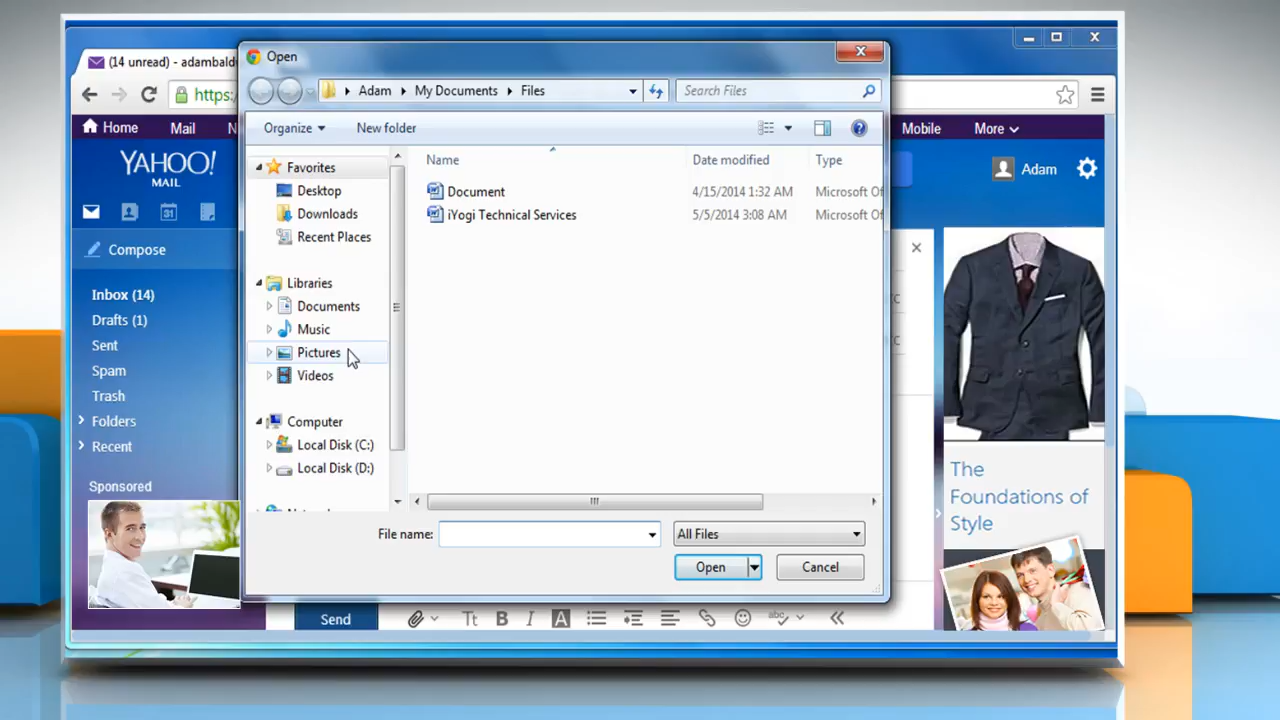 (14 unread) - adambald
Open
https:
Adam
My Documents
Files
Search Files
Home
Mail
N
Mobile
More
Organize
New folder
YAHOO!
MAIL
Adam
Compose
Inbox (14)
Drafts (1)
Sent
Spam
Trash
Folders
Recent
Sponsored
Favorites
Desktop
Downloads
Recent Places
Libraries
Documents
Music
Pictures
Videos
Computer
Local Disk (C:)
Local Disk (D:)
Name
Date modified
Type
Document
4/15/2014 1:32 AM
Microsoft Of
iYogi Technical Services
5/5/2014 3:08 AM
Microsoft Of
File name:
All Files
Open
Cancel
The
Foundations of
Style
Send
Tt
B
I
A
abc